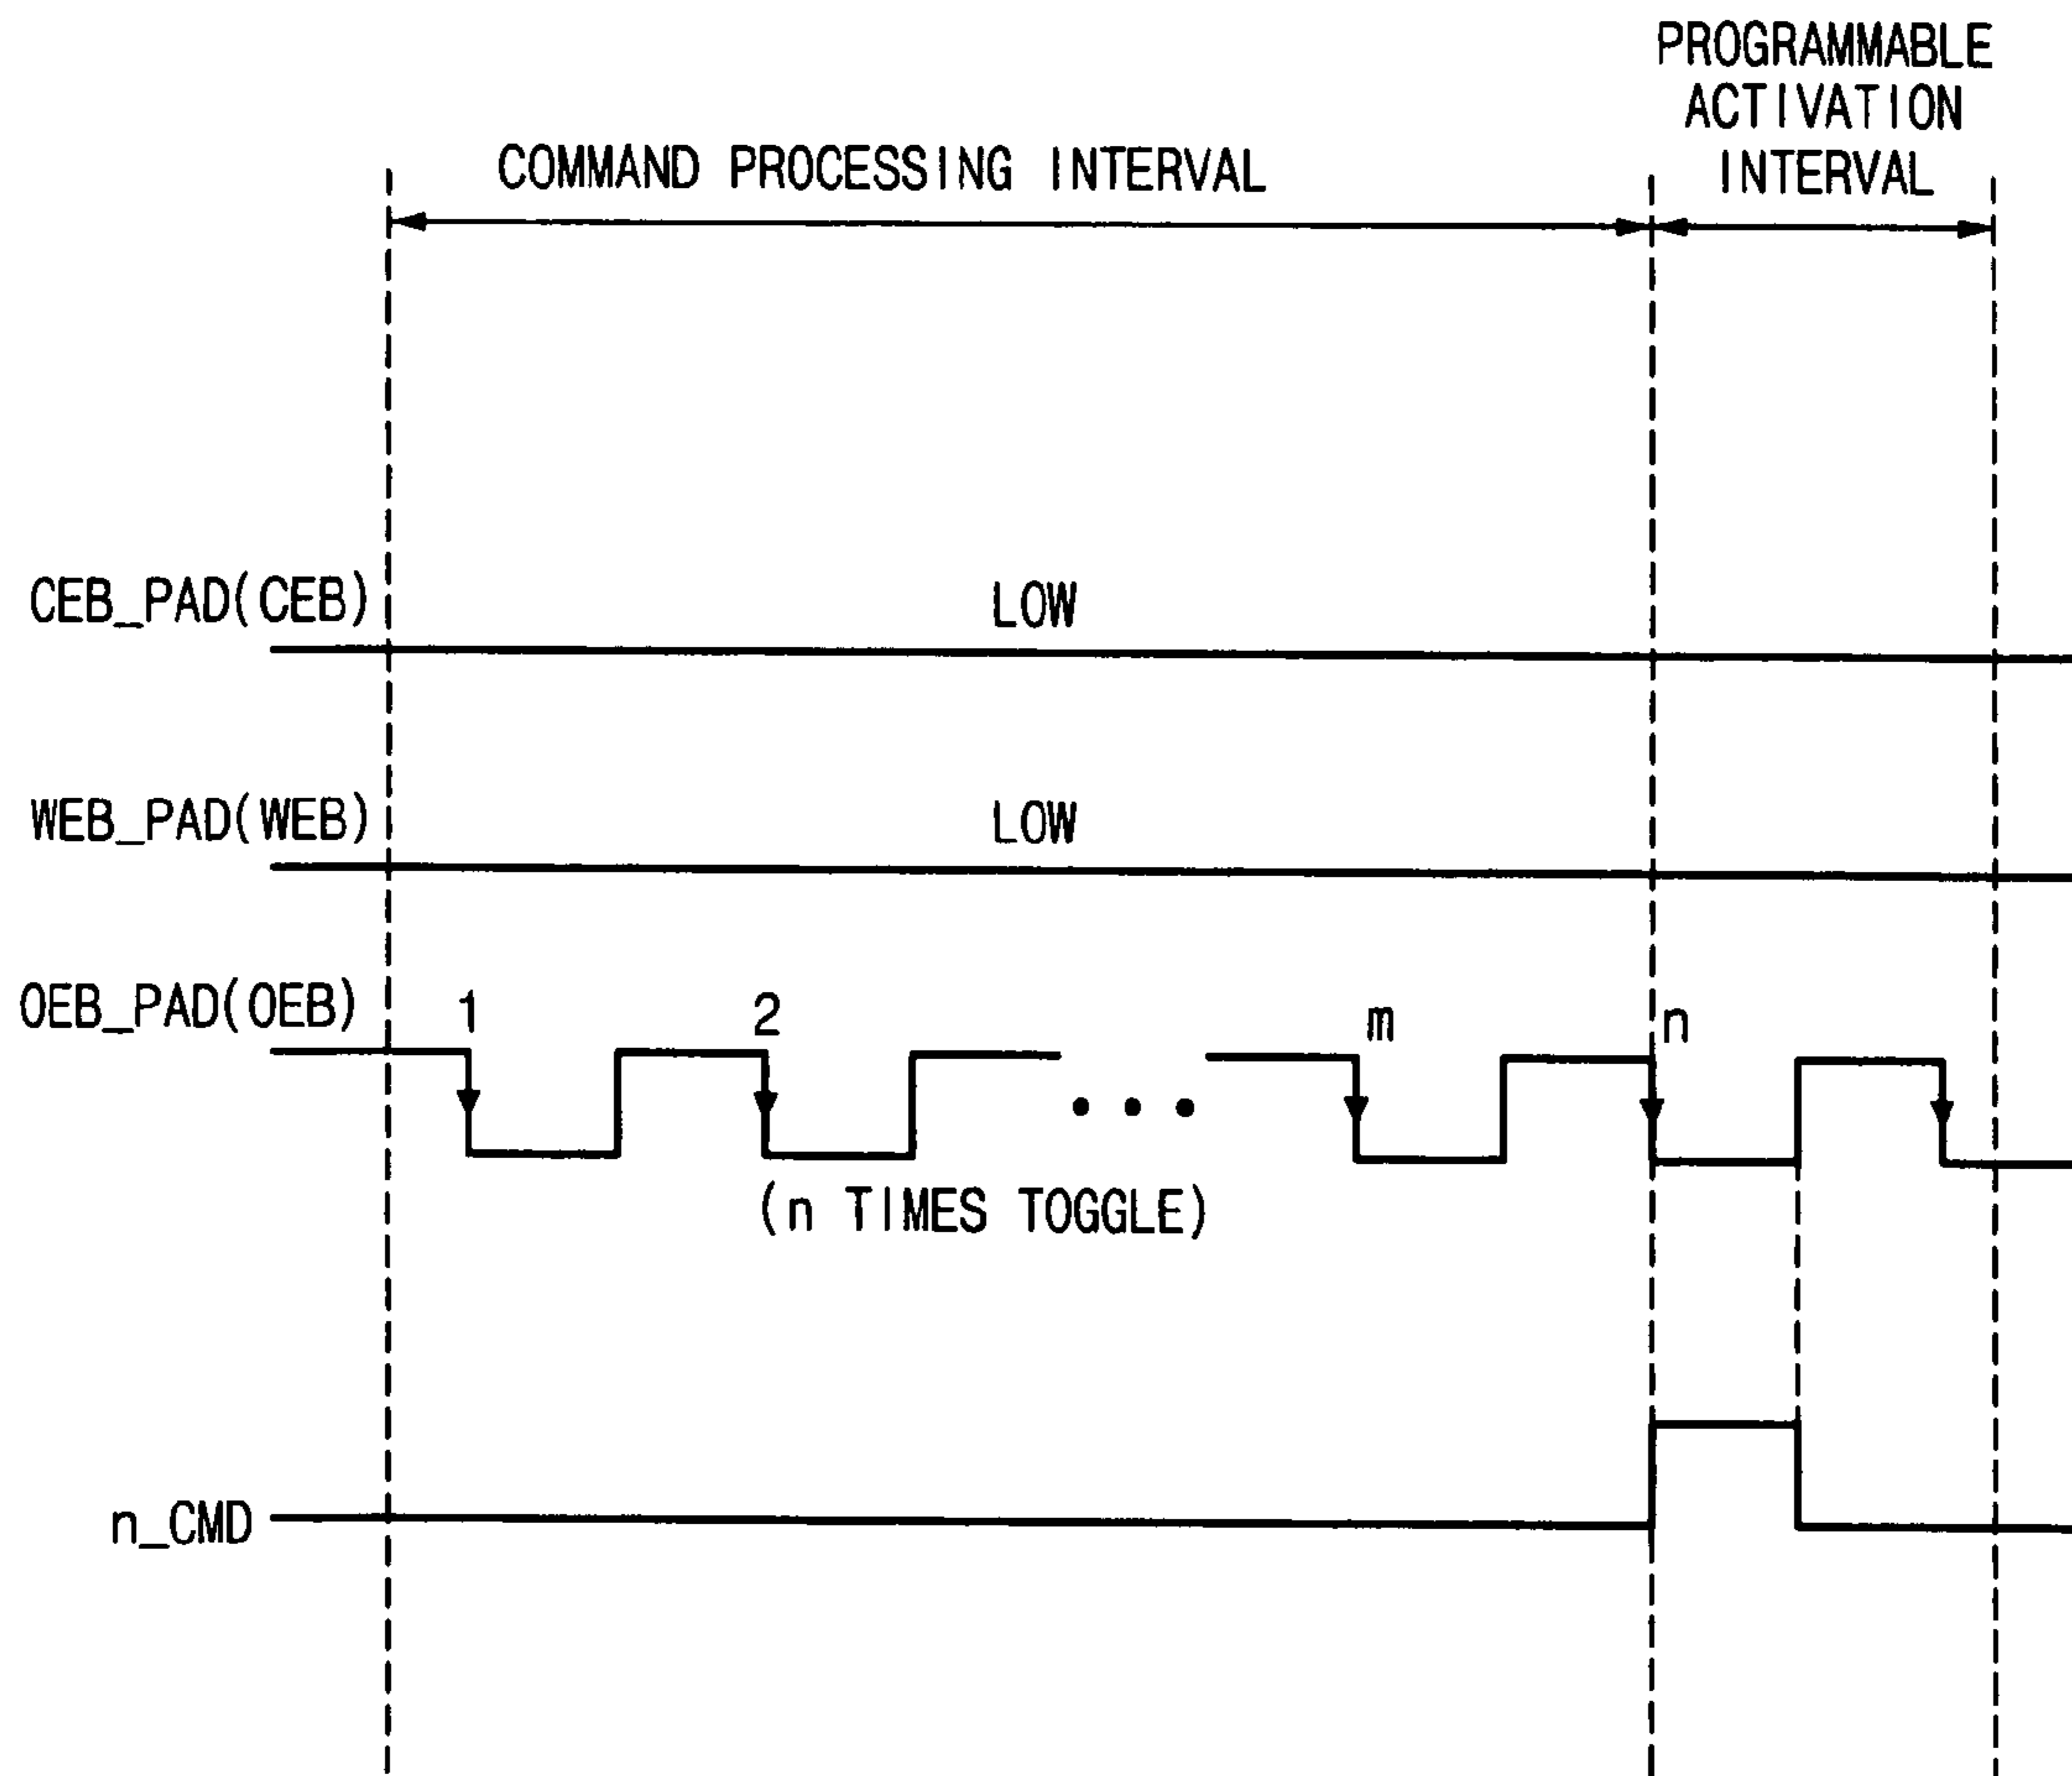 PROGRAMMABLE
ACTIVATION
INTERVAL
COMMAND PROCESSING INTERVAL
CEB_PAD(CEB)
LOW
WEB_PAD(WEB)
LOW
OEB_PAD(OEB)
1
2
m
n
(n TIMES TOGGLE)
n_CMD